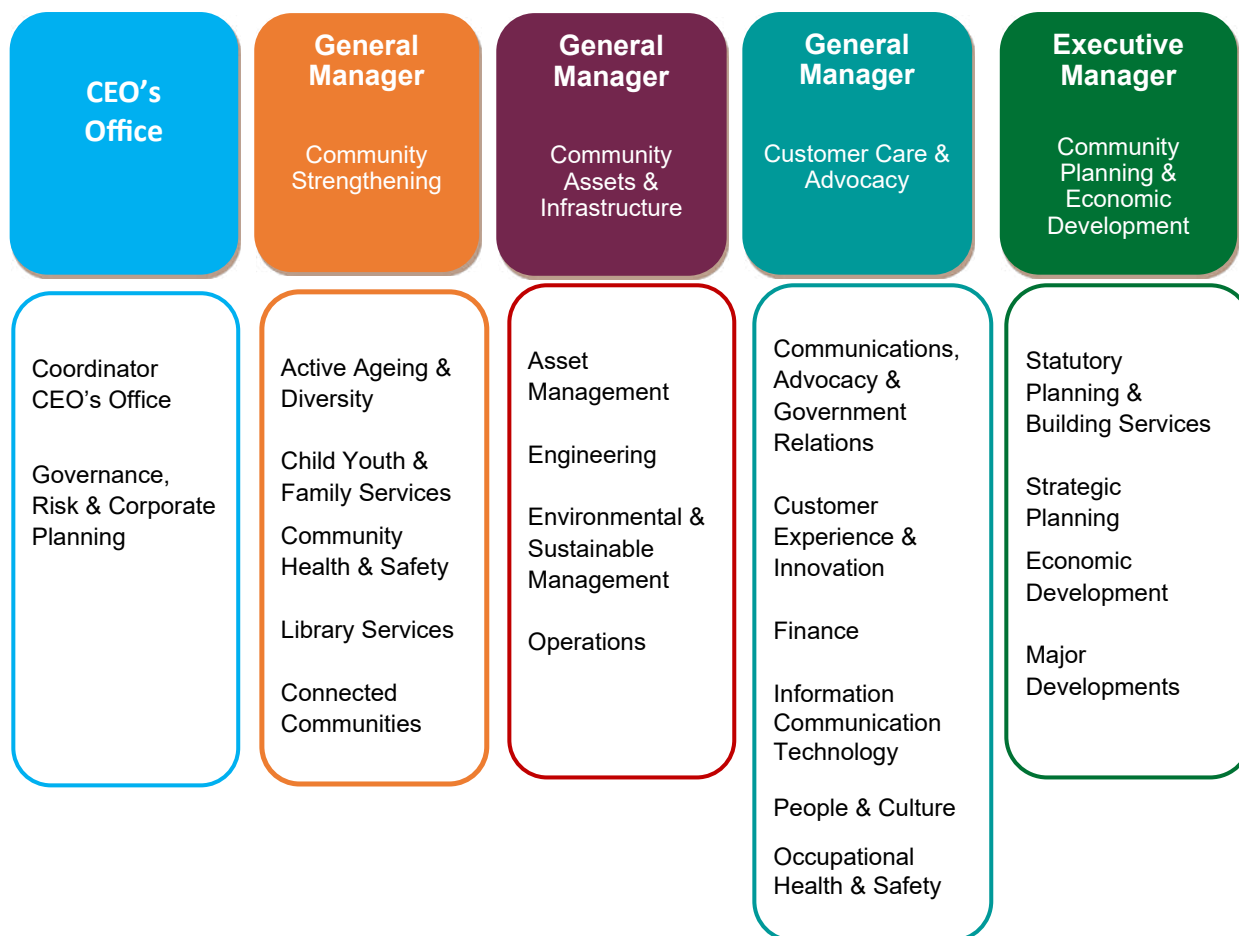 CEO's
Office
General
Manager
Community
Strengthening
General
Manager
Community
Assets &
Infrastructure
General
Manager
Customer Care &
Advocacy
Executive
Manager
Community
Planning &
Economic
Development
Coordinator
CEO's Office
Governance,
Risk & Corporate
Planning
Active Ageing &
Diversity
Child Youth &
Family Services
Community
Health & Safety
Library Services
Connected
Communities
Asset
Management
Engineering
Environmental &
Sustainable
Management
Operations
Communications,
Advocacy &
Government
Relations
Customer
Experience &
Innovation
Finance
Information
Communication
Technology
People & Culture
Occupational
Health & Safety
Statutory
Planning &
Building Services
Strategic
Planning
Economic
Development
Major
Developments